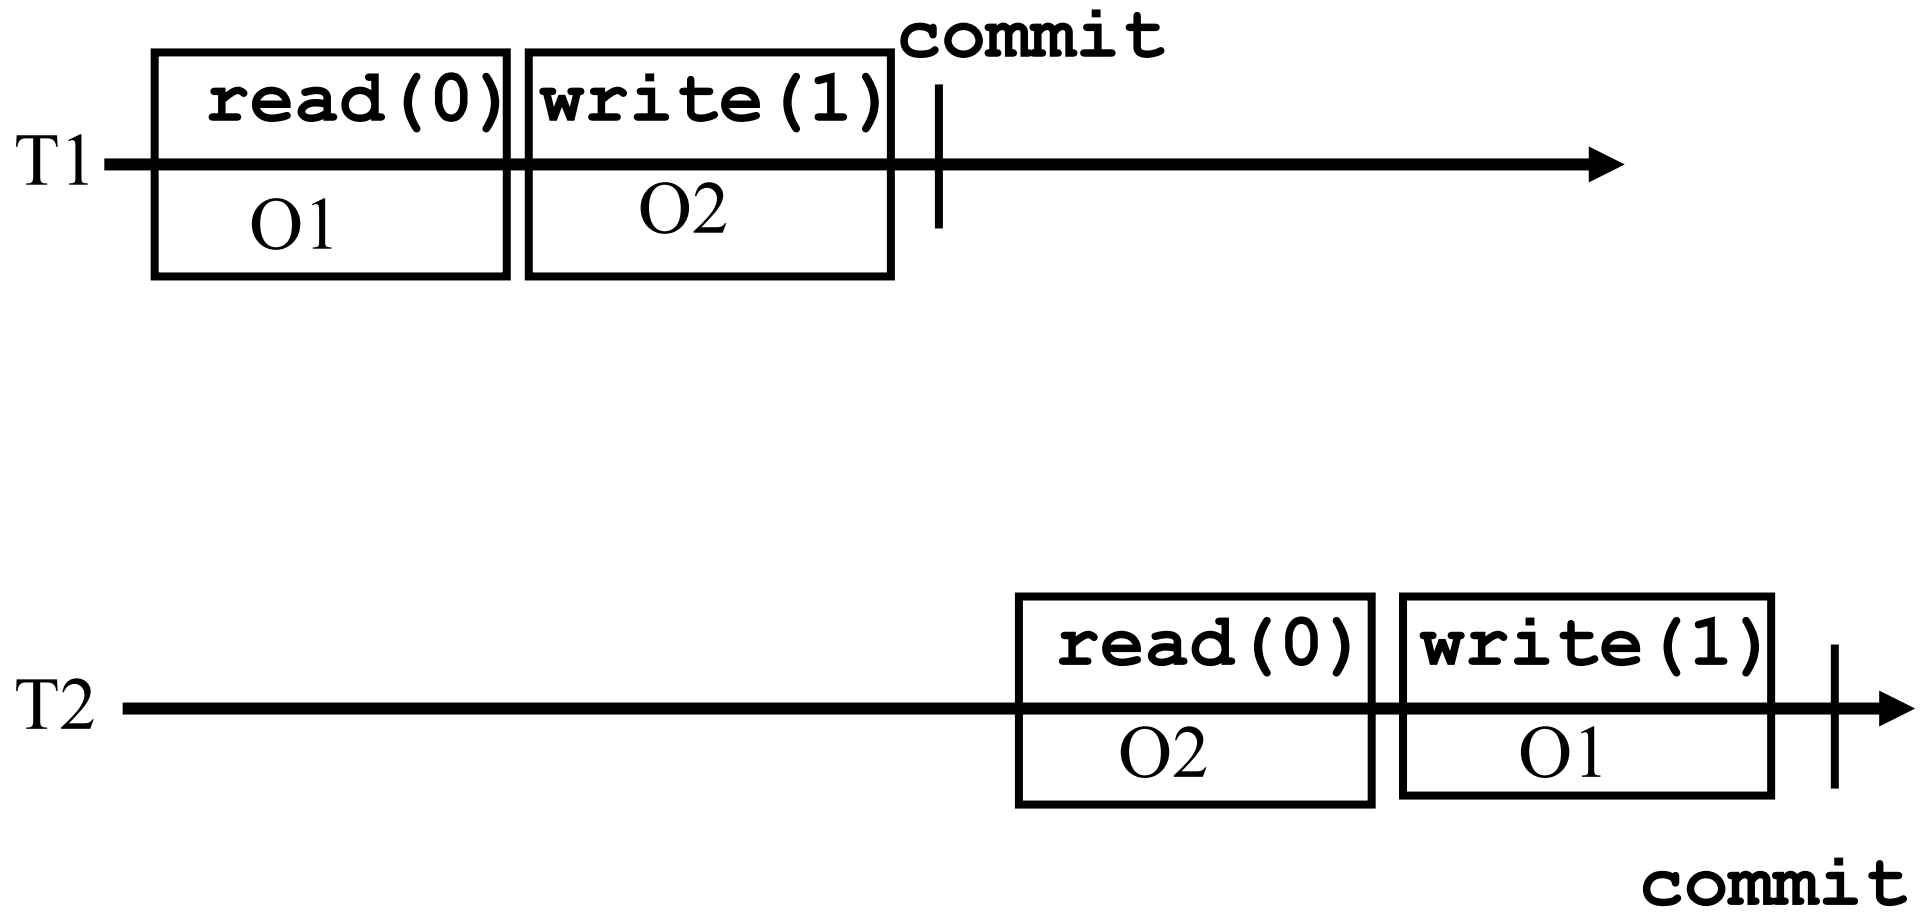 commit
read(0) write(1)
T1
O1 O2
read(0) write(1)
T2
O2 O1
commit